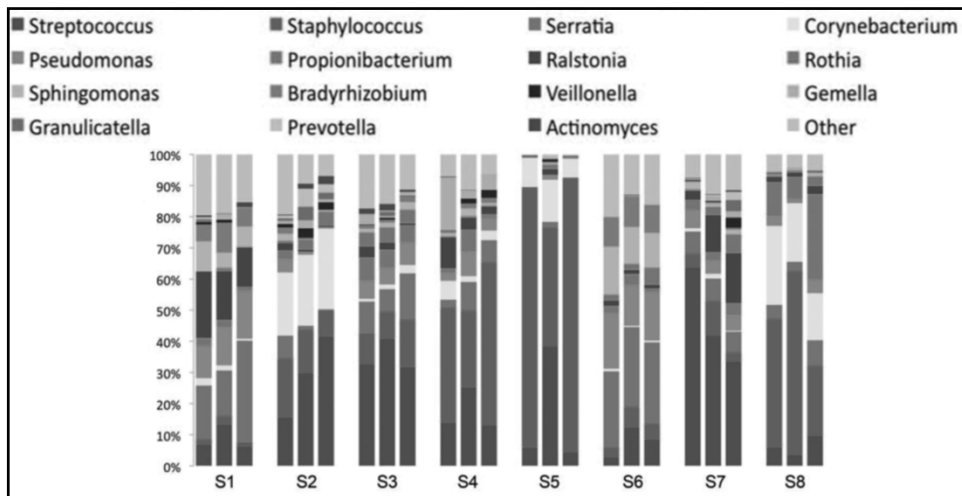 Streptococcus Staphylococcus Serratia Corynebacterium
Pseudomonas Propionibacterium Ralstonia Rothia
Sphingomonas Bradyrhizobium Veillonella Gemella
Granulicatella Prevotella Actinomyces Other
100%
90%
80%
70%
60%
50%
40%
30%
20%
10%
0%
S1 S2 S3 S4 S5 S6 S7 S8